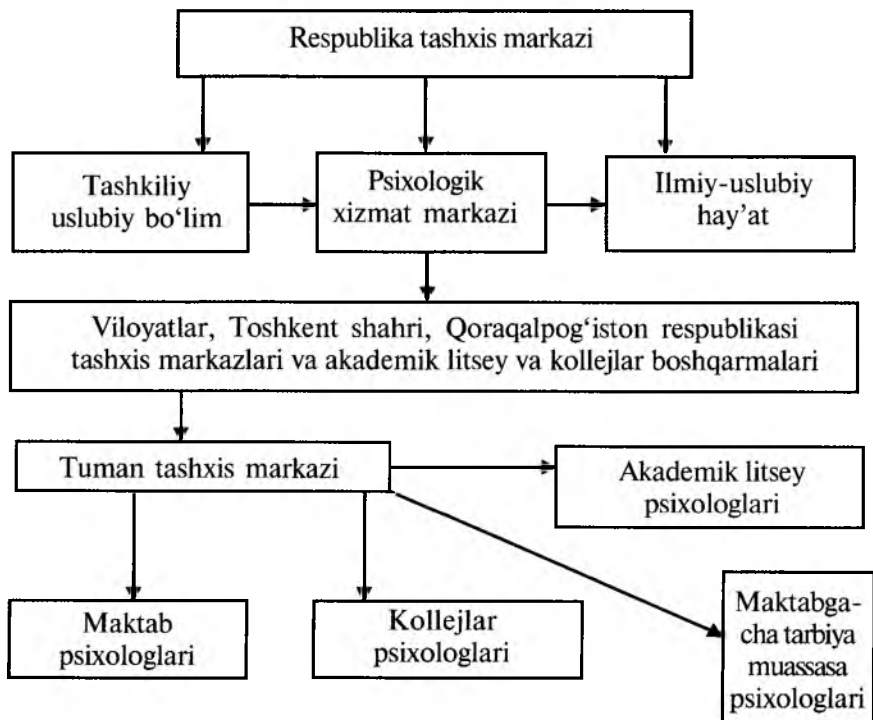 Respublika tashxis markazi
Tashkiliy
uslubiy bo‘lim
Psixologik
xizmat markazi
Ilmiy-uslubiy
hay’at
Viloyatlar, Toshkent shahri, Qoraqalpog‘iston respublikasi
tashxis markazlari va akademik litsey va kollejlar boshqarmalari
Tuman tashxis markazi
Akademik litsey
psixologlari
Maktab
psixologlari
Kollejlar
psixologlari
Maktabga-
cha tarbiya
muassasa
psixologlari